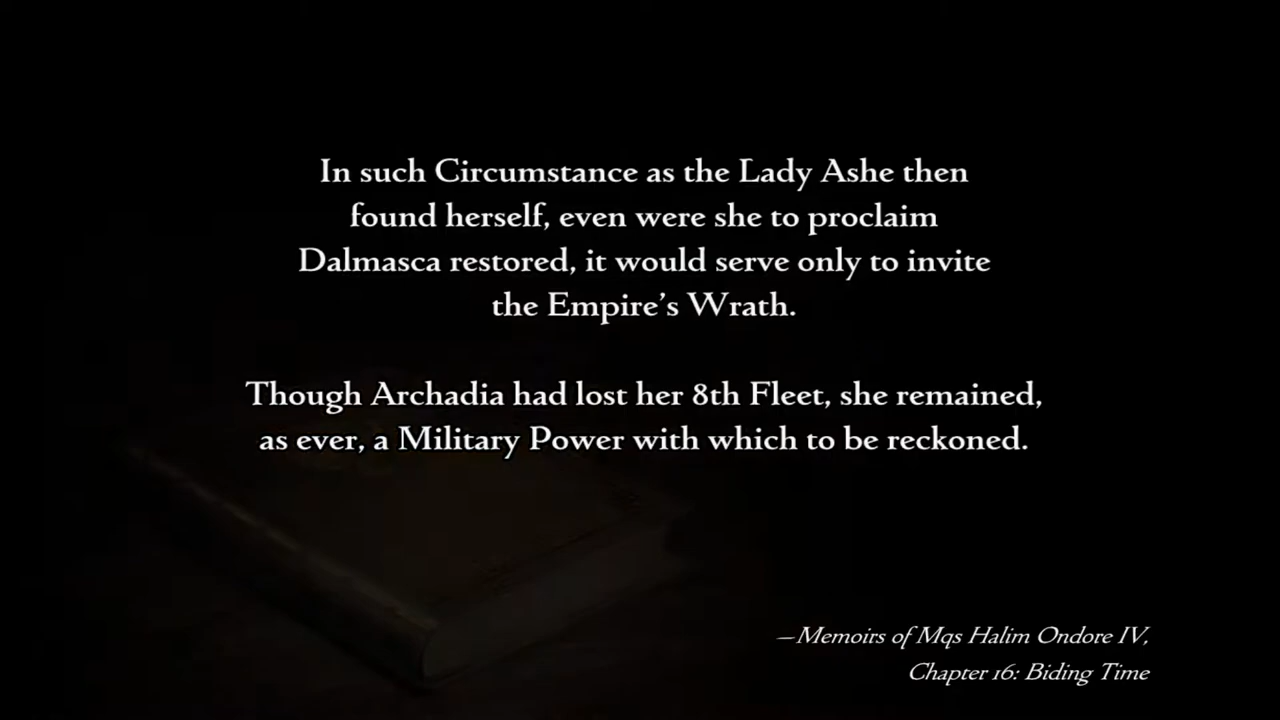 In such Circumstance as the Lady Ashe then
found herself, even were she to proclaim
Dalmasca restored, it would serve only to invite
the Empire’s Wrath.
Though Archadia had lost her 8th Fleet, she remained,
as ever, a Military Power with which to be reckoned.
—Memoirs of Mqs Halim Ondore IV,
Chapter 16: Biding Time